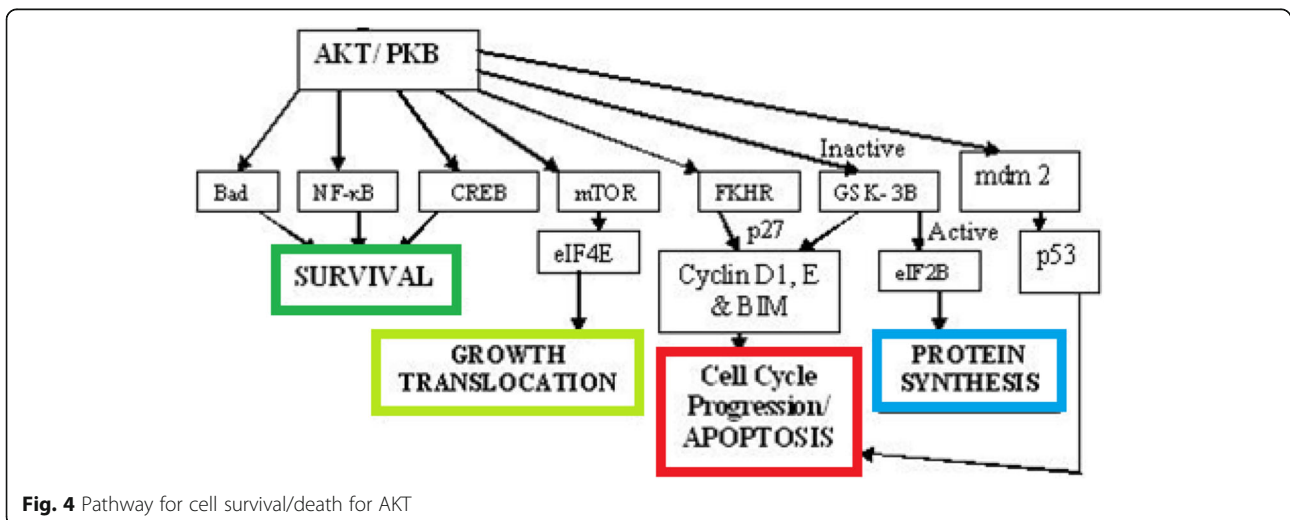 AKT/ PKB
Inactive
Bad
NF-κB
CREB
mTOR
FKHR
GSK-3B
mdm 2
p27
Active
eIF4E
eIF2B
p53
SURVIVAL
Cyclin D1, E
& BIM
GROWTH
TRANSLOCATION
Cell Cycle
Progression/
APOPTOSIS
PROTEIN
SYNTHESIS
Fig. 4 Pathway for cell survival/death for AKT